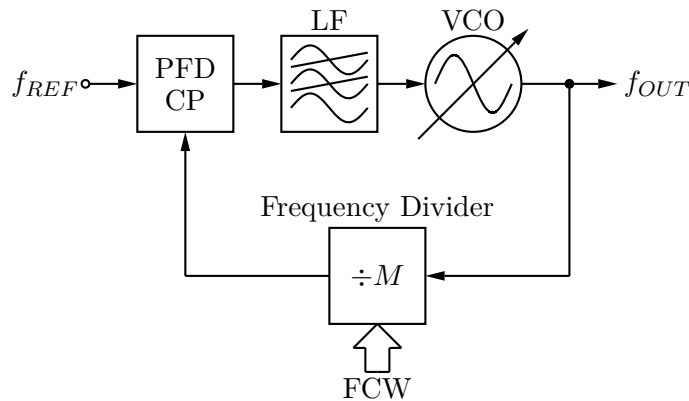 LF
VCO
f_REF
PFD
CP
f_OUT
Frequency Divider
÷M
FCW